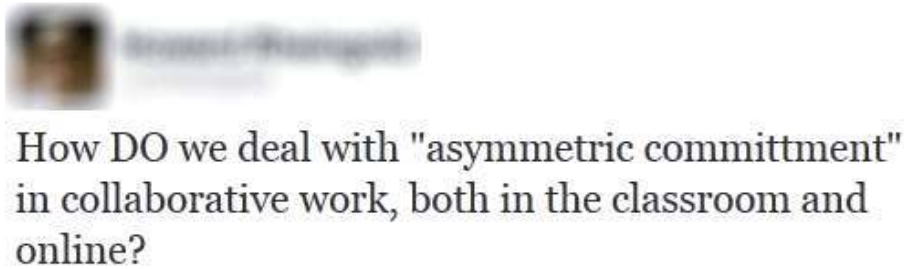 How DO we deal with "asymmetric committment"
in collaborative work, both in the classroom and
online?